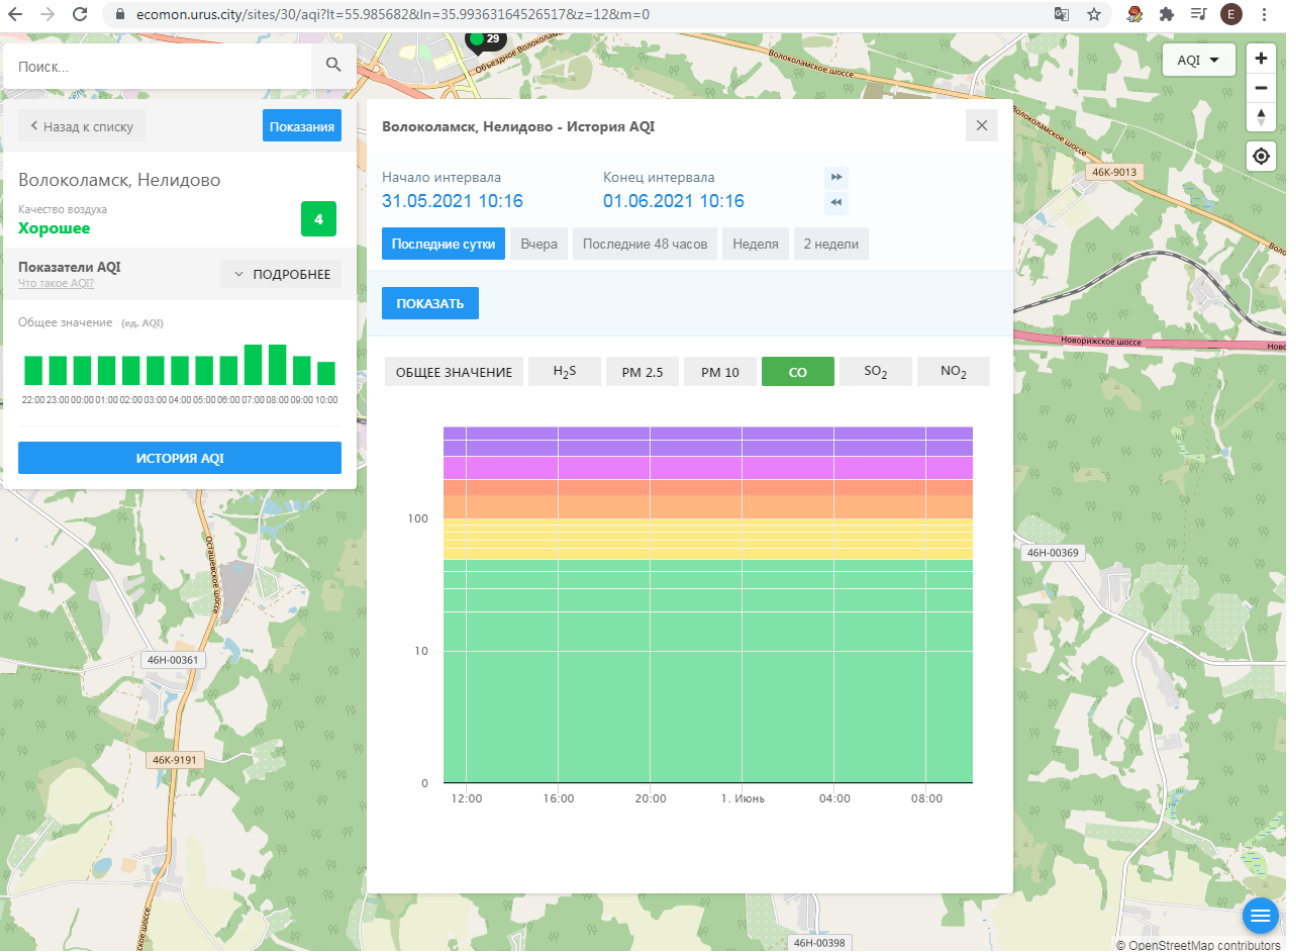 ecomon.urus.city/sites/30/aqi?lt=55.985682&ln=35.99363164526517&z=12&m=0
E
29
Объездное Волоколам
Волоколамское шоссе
Поиск...
AQI
Назад к списку
Показания
Волоколамск, Нелидово
Качество воздуха
Хорошее
4
Показатели AQI
Что такое AQI?
ПОДРОБНЕЕ
Общее значение (ед. AQI)
22:00 23:00 00:00 01:00 02:00 03:00 04:00 05:00 06:00 07:00 08:00 09:00 10:00
ИСТОРИЯ AQI
Волоколамск, Нелидово - История AQI
Начало интервала
31.05.2021 10:16
Конец интервала
01.06.2021 10:16
Последние сутки
Вчера
Последние 48 часов
Неделя
2 недели
ПОКАЗАТЬ
ОБЩЕЕ ЗНАЧЕНИЕ
H₂S
PM 2.5
PM 10
CO
SO₂
NO₂
100
10
0
12:00 16:00 20:00 1. Июнь 04:00 08:00
Волоколамское шоссе
46К-9013
Новорижское шоссе
46Н-00369
Осташёвское шоссе
46Н-00361
46К-9191
46Н-00398
© OpenStreetMap contributors